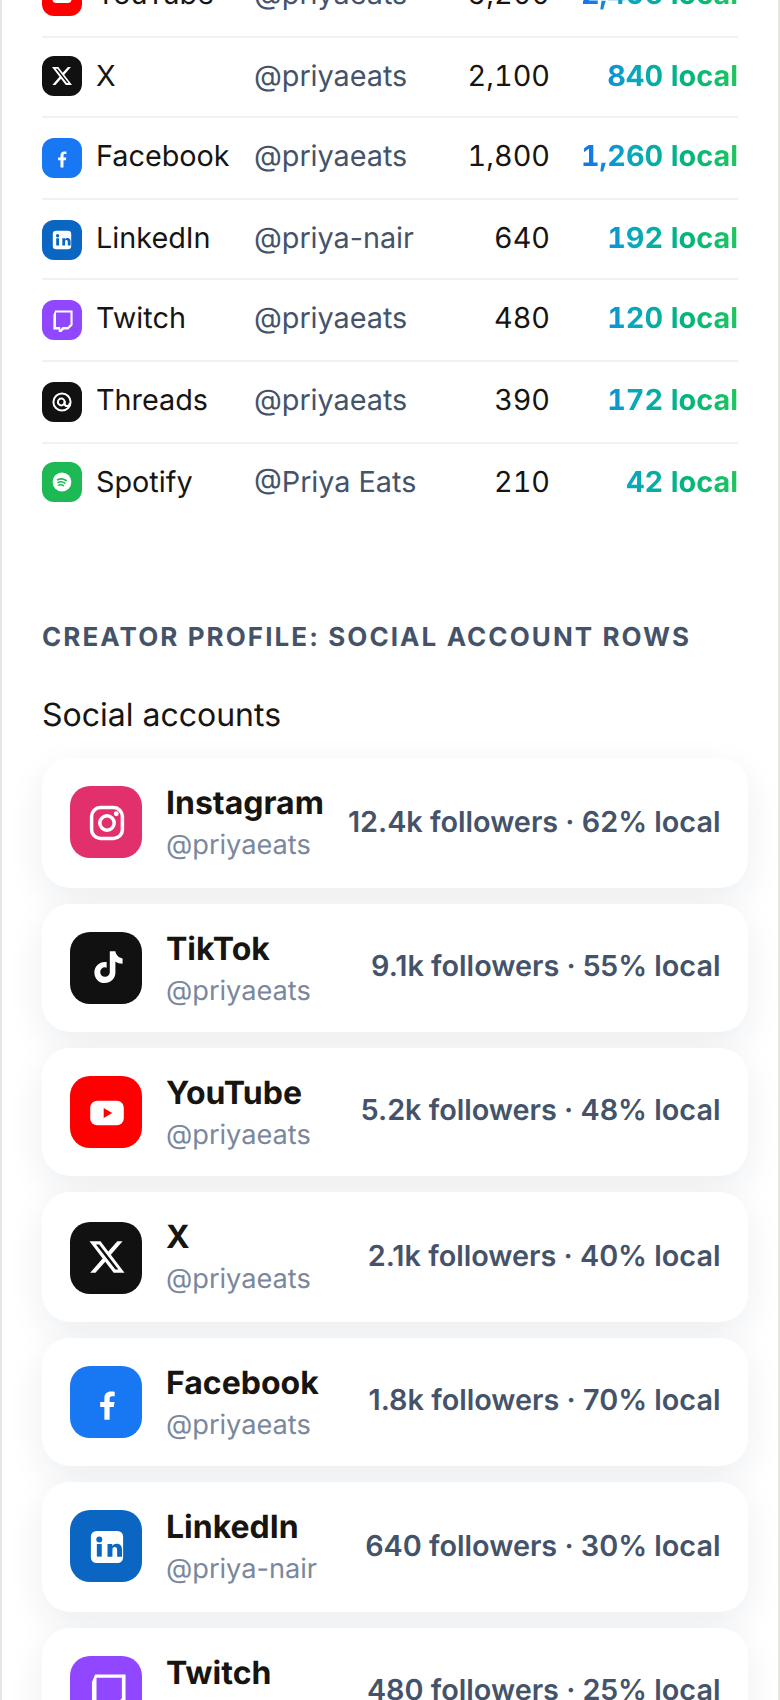 YouTube @priyaeats 5,200
X @priyaeats 2,100 840 local
Facebook @priyaeats 1,800 1,260 local
LinkedIn @priya-nair 640 192 local
Twitch @priyaeats 480 120 local
Threads @priyaeats 390 172 local
Spotify @Priya Eats 210 42 local
CREATOR PROFILE: SOCIAL ACCOUNT ROWS
Social accounts
Instagram
@priyaeats
12.4k followers · 62% local
TikTok
@priyaeats
9.1k followers · 55% local
YouTube
@priyaeats
5.2k followers · 48% local
X
@priyaeats
2.1k followers · 40% local
Facebook
@priyaeats
1.8k followers · 70% local
LinkedIn
@priya-nair
640 followers · 30% local
Twitch
480 followers · 25% local